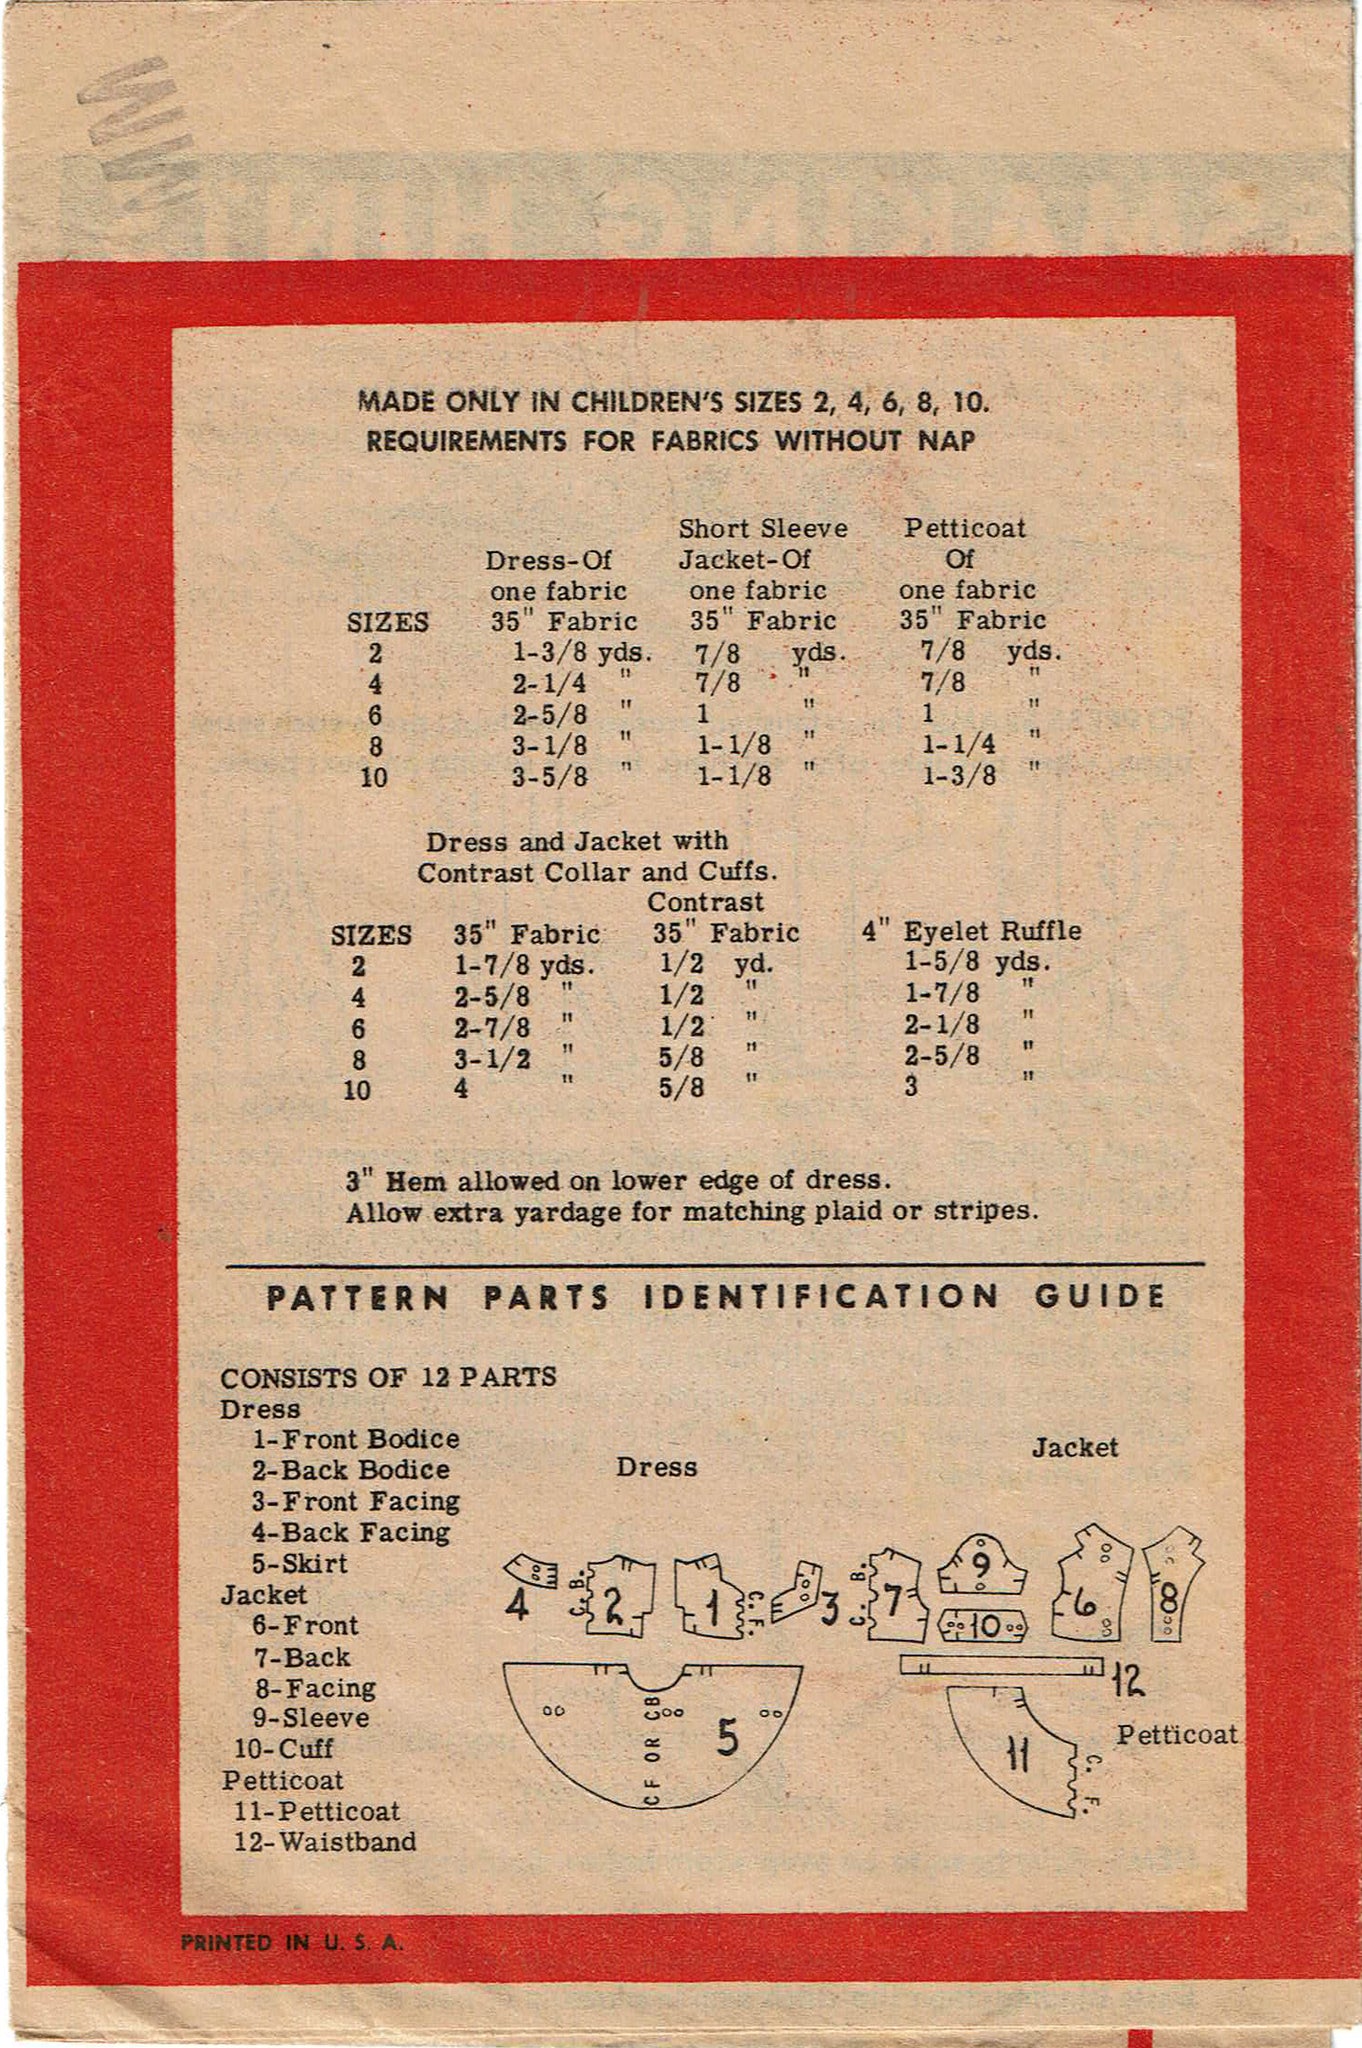 MADE ONLY IN CHILDREN'S SIZES 2, 4, 6, 8, 10.
REQUIREMENTS FOR FABRICS WITHOUT NAP
Short Sleeve Petticoat
Dress-Of Jacket-Of Of
one fabric one fabric one fabric
SIZES 35" Fabric 35" Fabric 35" Fabric
2 1-3/8 yds. 7/8 yds. 7/8 yds.
4 2-1/4 " 7/8 " 7/8 "
6 2-5/8 " 1 " 1 "
8 3-1/8 " 1-1/8 " 1-1/4 "
10 3-5/8 " 1-1/8 " 1-3/8 "
Dress and Jacket with
Contrast Collar and Cuffs.
Contrast
SIZES 35" Fabric 35" Fabric 4" Eyelet Ruffle
2 1-7/8 yds. 1/2 yd. 1-5/8 yds.
4 2-5/8 " 1/2 " 1-7/8 "
6 2-7/8 " 1/2 " 2-1/8 "
8 3-1/2 " 5/8 " 2-5/8 "
10 4 " 5/8 " 3 "
3" Hem allowed on lower edge of dress.
Allow extra yardage for matching plaid or stripes.
PATTERN PARTS IDENTIFICATION GUIDE
CONSISTS OF 12 PARTS
Dress
1-Front Bodice
2-Back Bodice
3-Front Facing
4-Back Facing
5-Skirt
Jacket
6-Front
7-Back
8-Facing
9-Sleeve
10-Cuff
Petticoat
11-Petticoat
12-Waistband
Dress
4 C. B. 2 1 C. F. 3
CF OR CB 5
Jacket
C. B. 7 9 10 6 8
12
Petticoat
11 C. F.
PRINTED IN U. S. A.